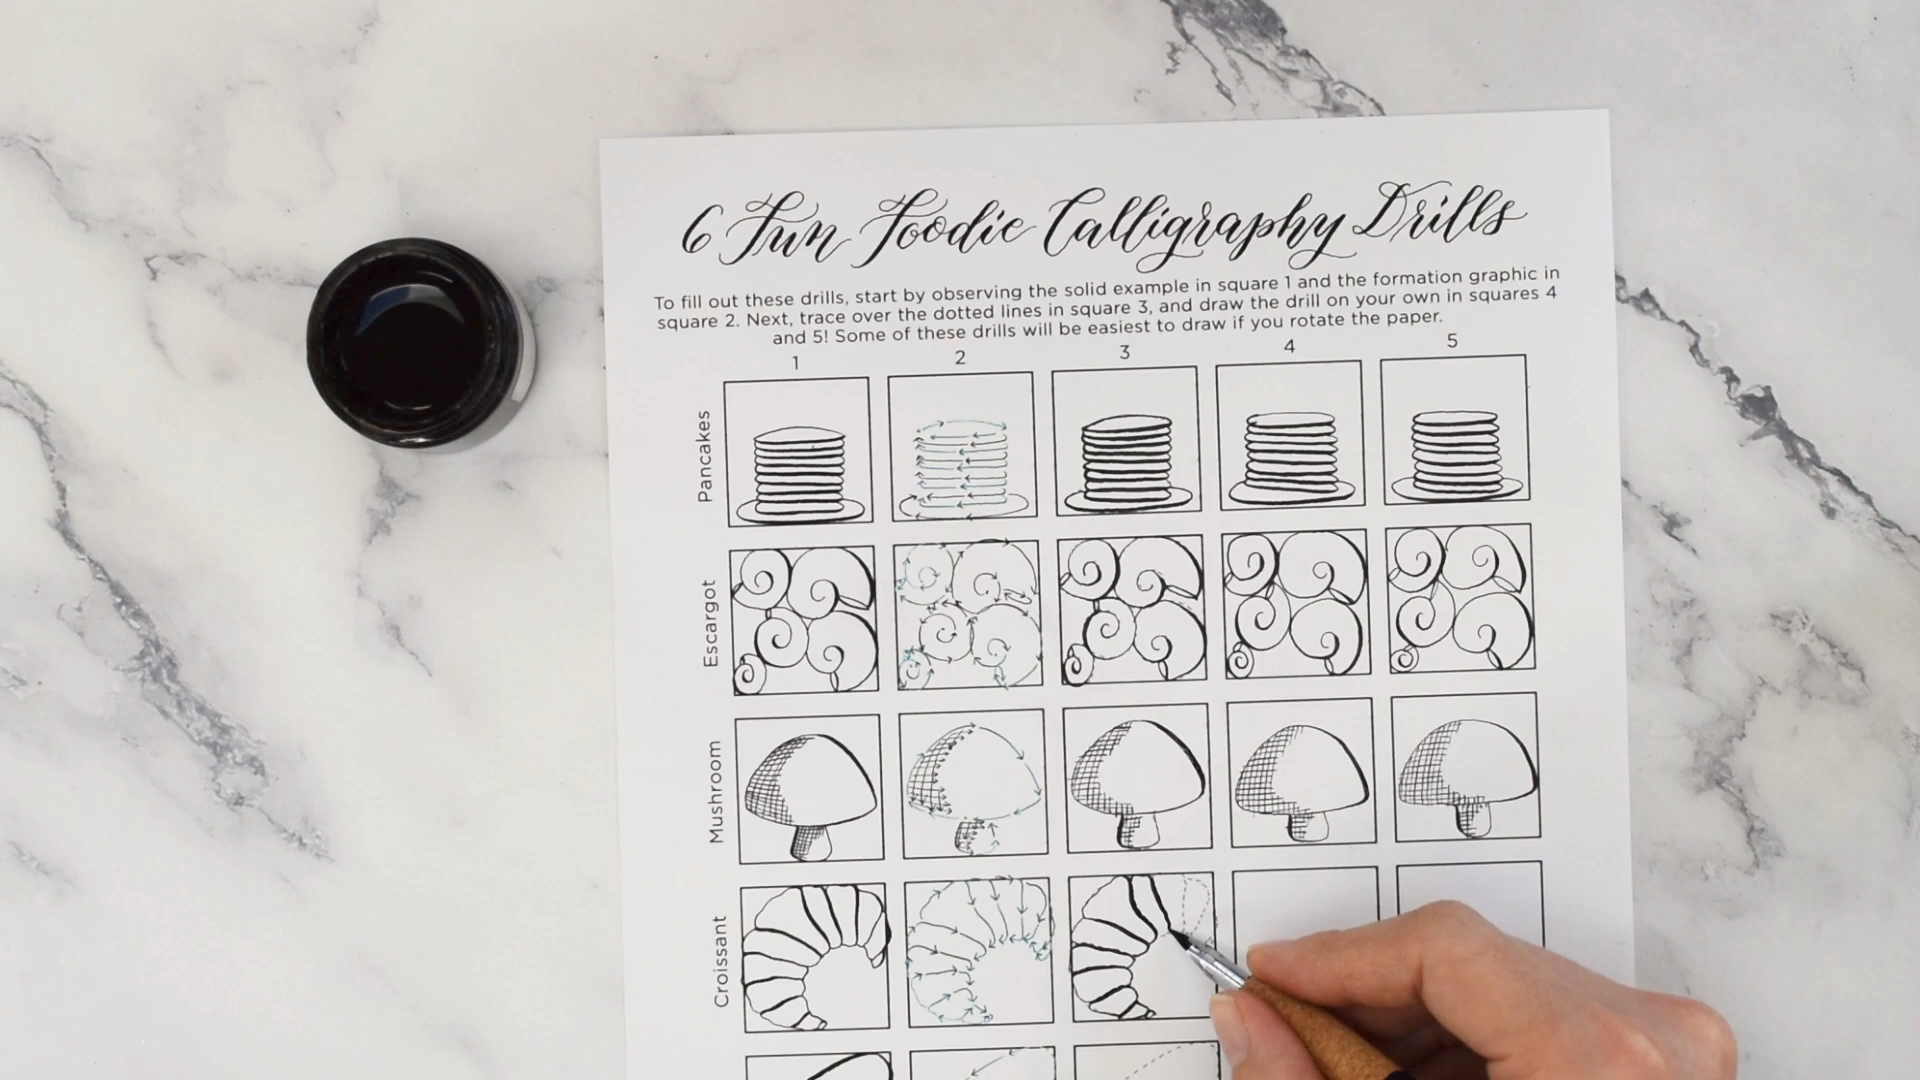 6 Fun Foodie Calligraphy Drills
To fill out these drills, start by observing the solid example in square 1 and the formation graphic in
square 2. Next, trace over the dotted lines in square 3, and draw the drill on your own in squares 4
and 5! Some of these drills will be easiest to draw if you rotate the paper.
1 2 3 4 5
Pancakes
Escargot
Mushroom
Croissant